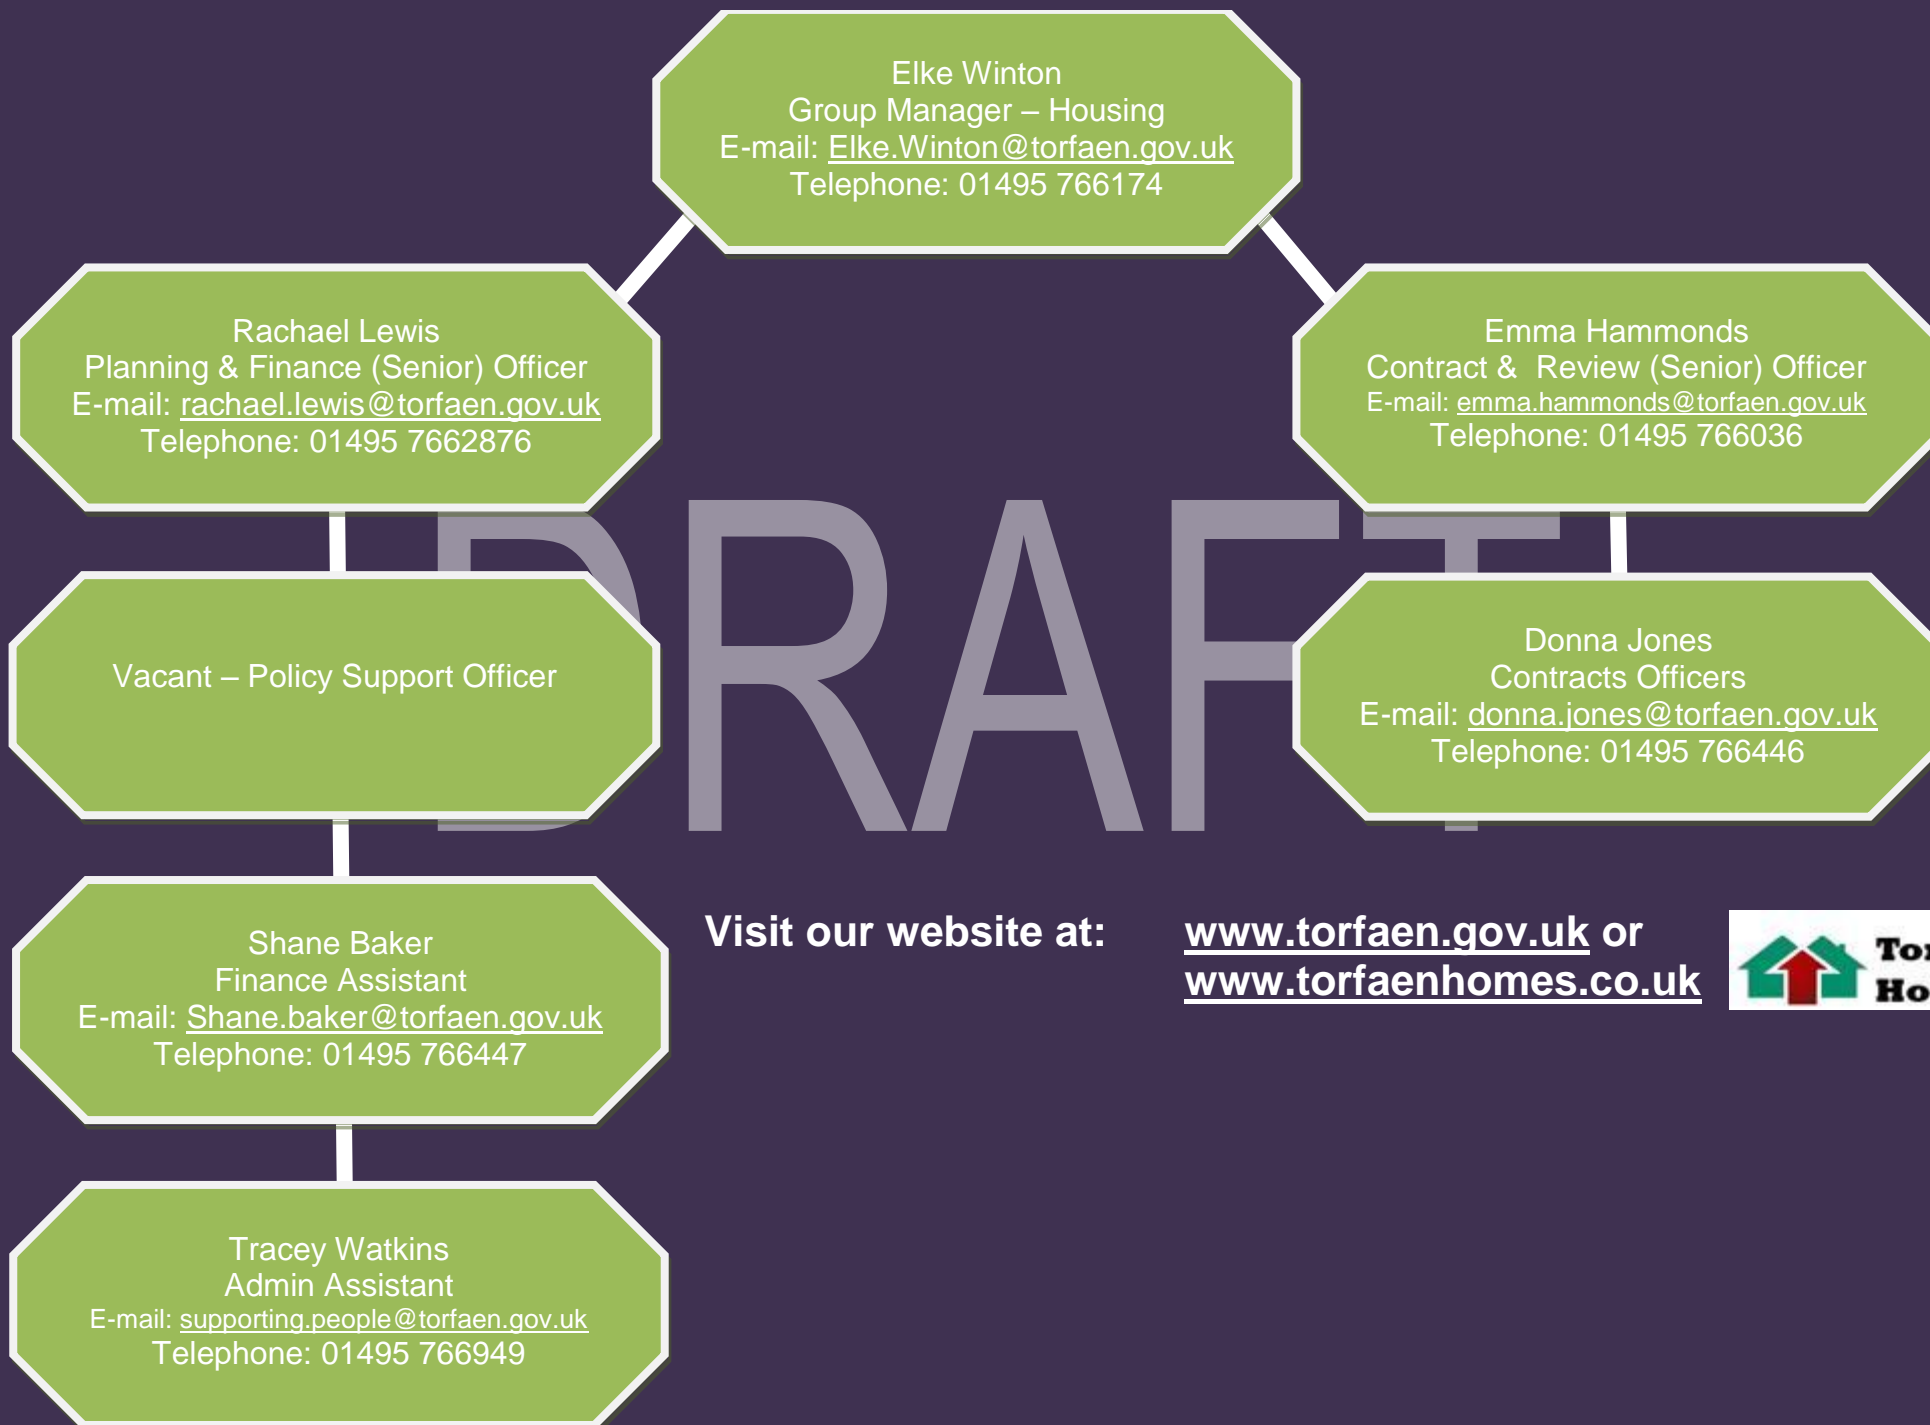 Elke Winton
Group Manager – Housing
E-mail: Elke.Winton@torfaen.gov.uk
Telephone: 01495 766174
Rachael Lewis
Planning & Finance (Senior) Officer
E-mail: rachael.lewis@torfaen.gov.uk
Telephone: 01495 7662876
Emma Hammonds
Contract &  Review (Senior) Officer
E-mail: emma.hammonds@torfaen.gov.uk
Telephone: 01495 766036
DRAFT
Vacant – Policy Support Officer
Donna Jones
Contracts Officers
E-mail: donna.jones@torfaen.gov.uk
Telephone: 01495 766446
Shane Baker
Finance Assistant
E-mail: Shane.baker@torfaen.gov.uk
Telephone: 01495 766447
Visit our website at: www.torfaen.gov.uk or
www.torfaenhomes.co.uk
Tracey Watkins
Admin Assistant
E-mail: supporting.people@torfaen.gov.uk
Telephone: 01495 766949